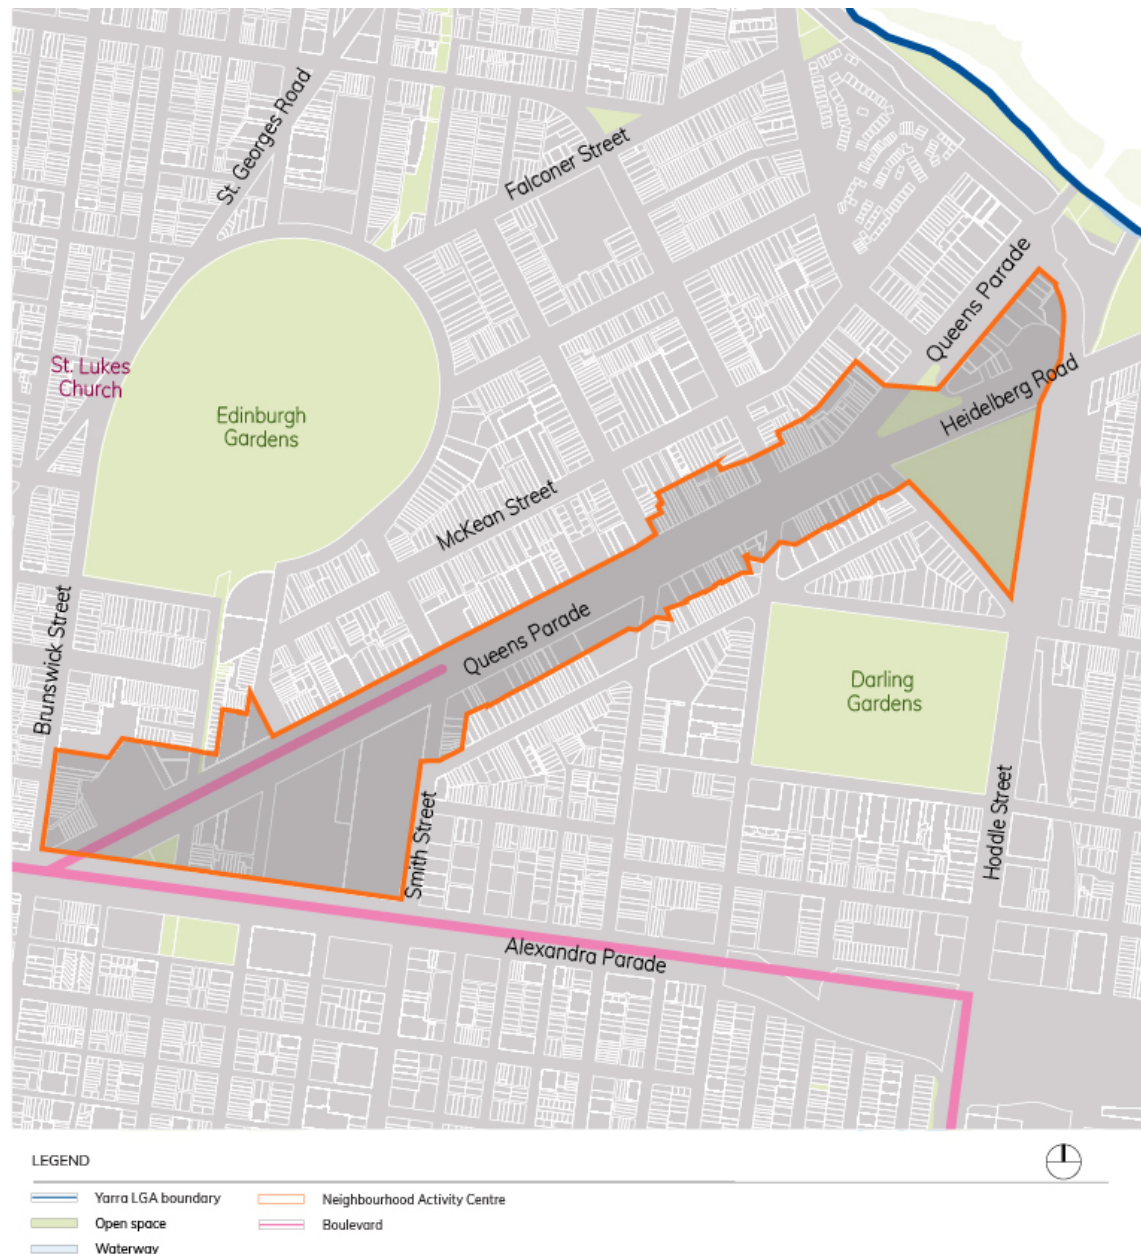 St. Georges Road
Falconer Street
Queens Parade
St. Lukes
Church
Edinburgh
Gardens
Heidelberg Road
McKean Street
Brunswick Street
Queens Parade
Darling
Gardens
Smith Street
Hoddle Street
Alexandra Parade
LEGEND
Yarra LGA boundary
Neighbourhood Activity Centre
Open space
Boulevard
Waterway